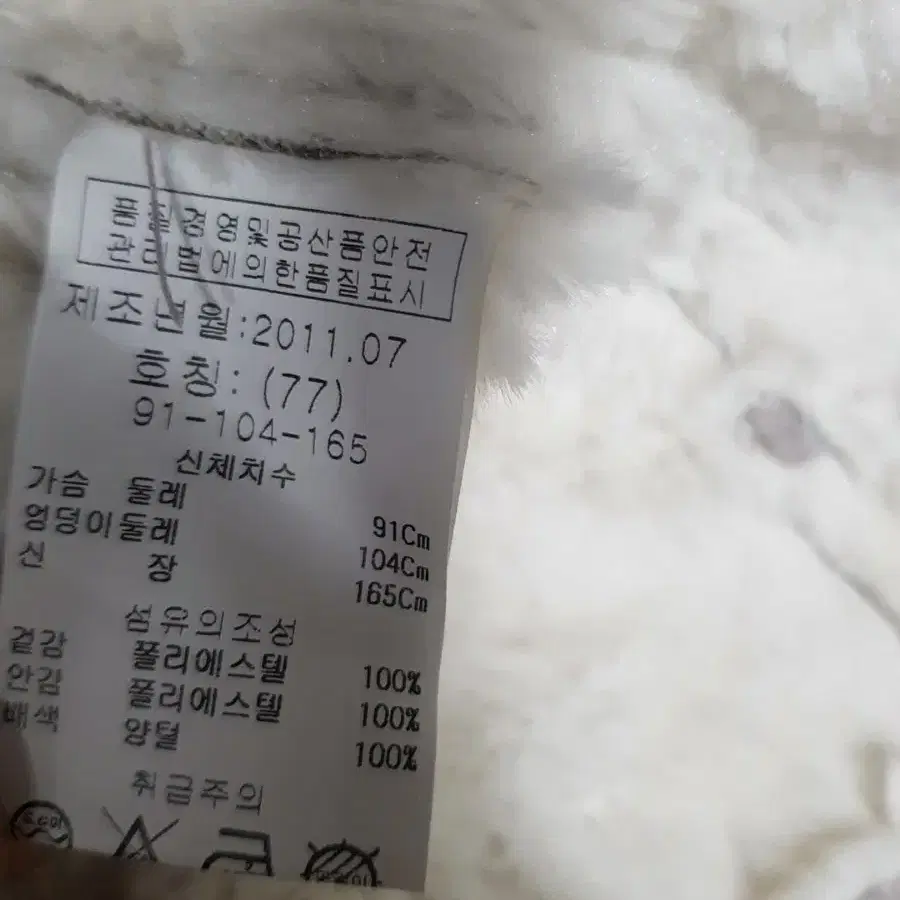 품질경영및공산품안전
관리법에의한품질표시
제조년월:2011.07
호칭: (77)
91-104-165
신체치수
가슴 둘레 91Cm
엉덩이둘레 104Cm
신 장 165Cm
섬유의조성
겉감 폴리에스텔 100%
안감 폴리에스텔 100%
배색 양털 100%
취급주의